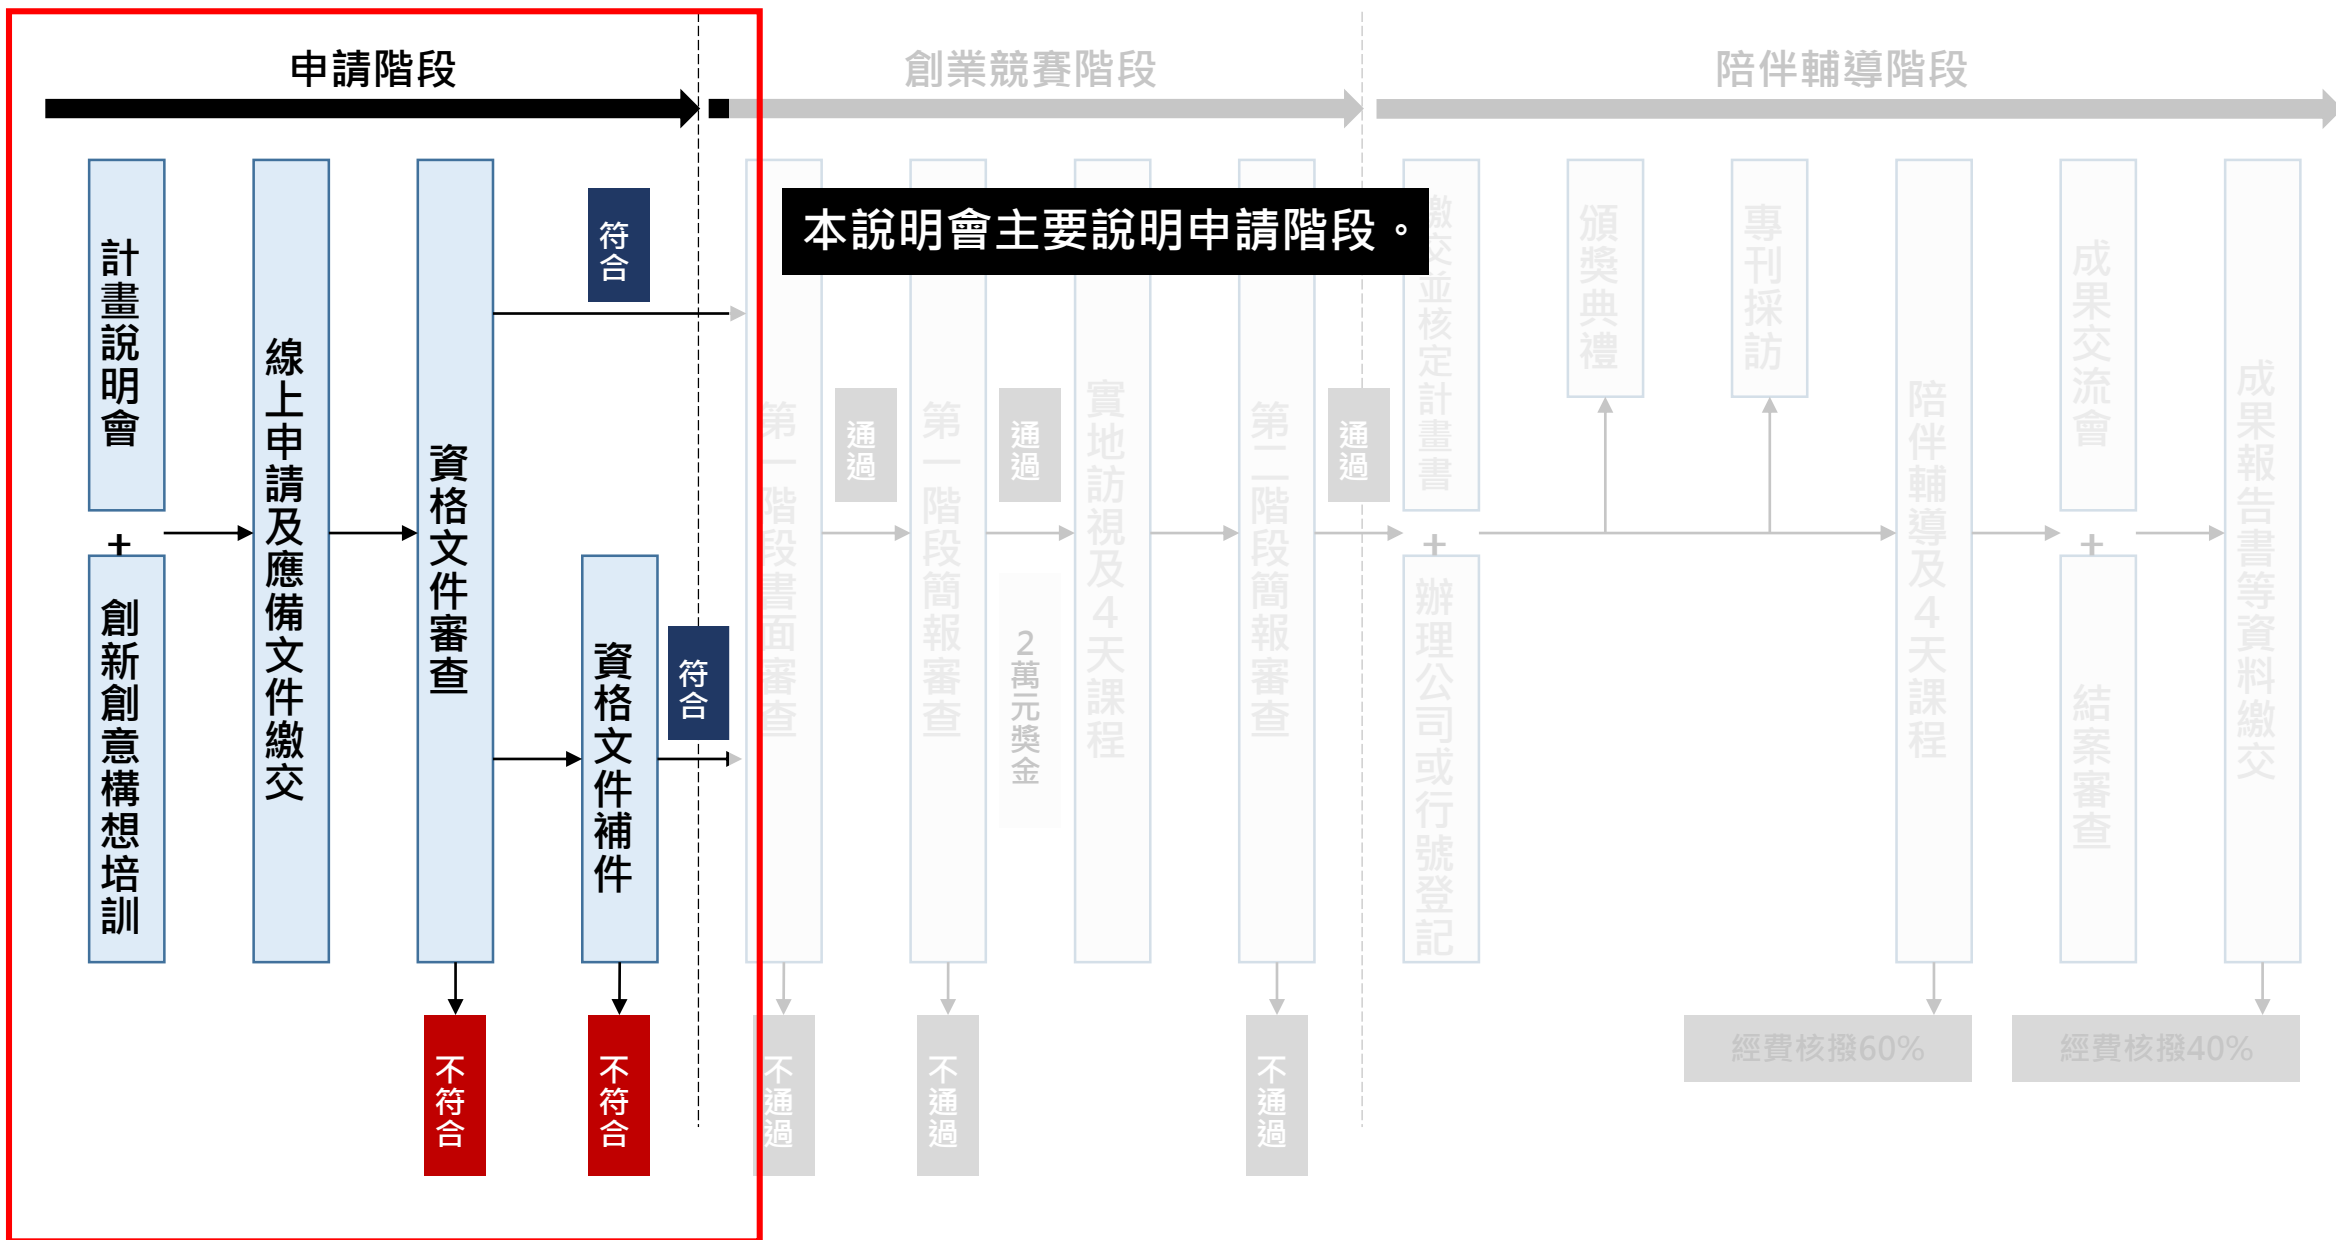 申請階段
創業競賽階段
陪伴輔導階段
本說明會主要說明申請階段。
計畫說明會
+
創新創意構想培訓
線上申請及應備文件繳交
資格文件審查
符合
資格文件補件
符合
不符合
不符合
第一階段書面審查
通過
不通過
第一階段簡報審查
通過
不通過
2萬元獎金
實地訪視及4天課程
第二階段簡報審查
通過
不通過
繳交並核定計畫書
+
辦理公司或行號登記
頒獎典禮
專刊採訪
陪伴輔導及4天課程
經費核撥60%
成果交流會
+
結案審查
成果報告書等資料繳交
經費核撥40%